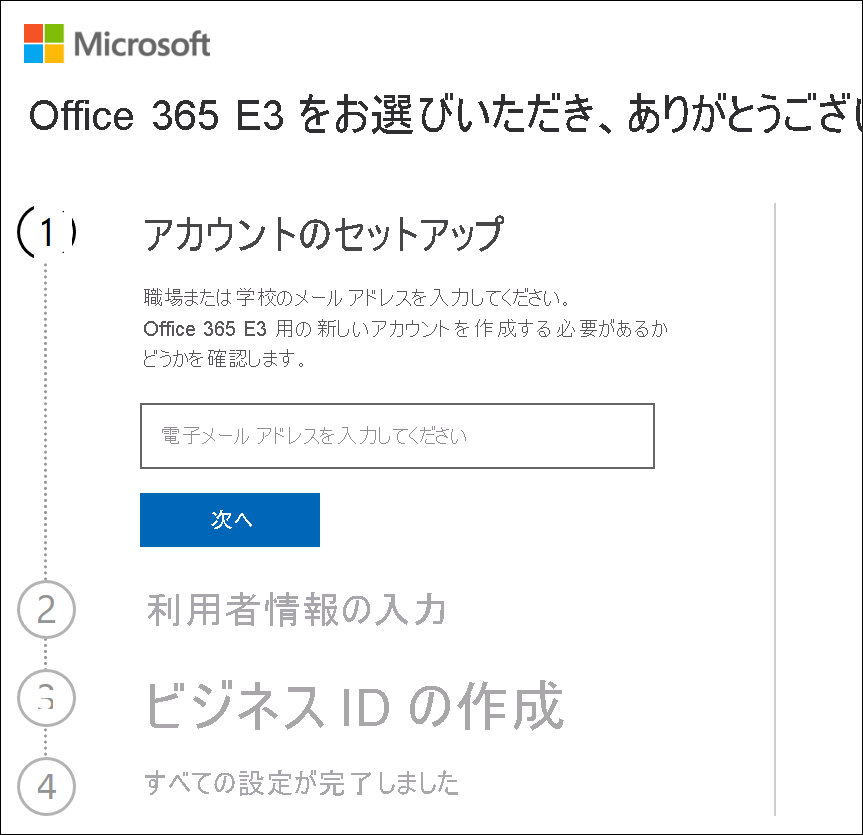 Microsoft
Office 365 E3 をお選びいただき、ありがとうござ
1
アカウントのセットアップ
職場または学校のメール アドレスを入力してください。
Office 365 E3 用の新しいアカウントを作成する必要があるか
どうかを確認します。
電子メール アドレスを入力してください
次へ
2
利用者情報の入力
3
ビジネス ID の作成
4
すべての設定が完了しました